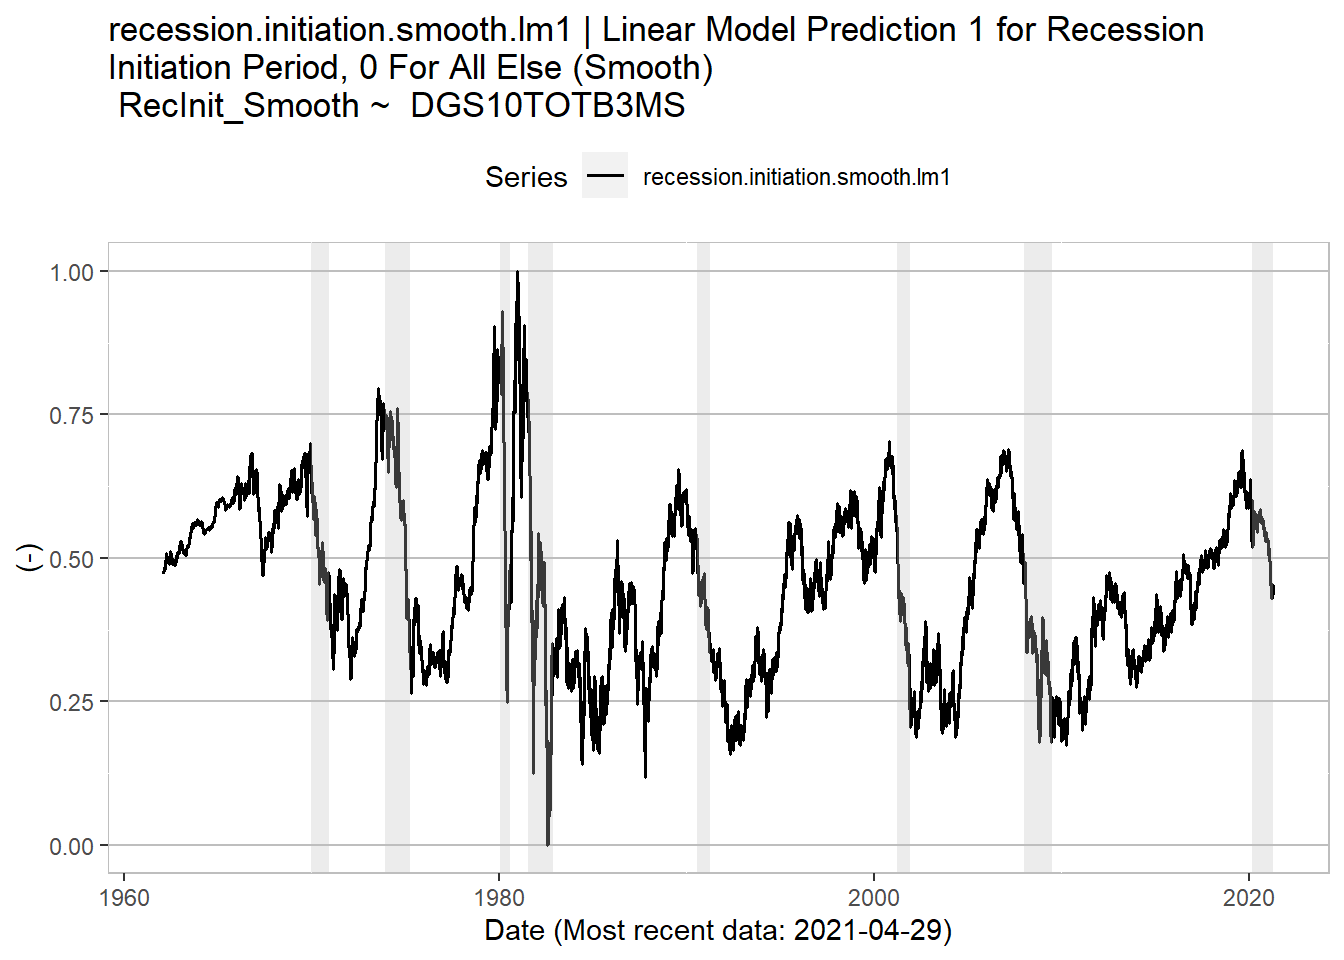 recession.initiation.smooth.lm1 | Linear Model Prediction 1 for Recession
Initiation Period, 0 For All Else (Smooth)
RecInit_Smooth ~  DGS10TOTB3MS
Series
recession.initiation.smooth.lm1
(-)
1.00
0.75
0.50
0.25
0.00
1960
1980
2000
2020
Date (Most recent data: 2021-04-29)